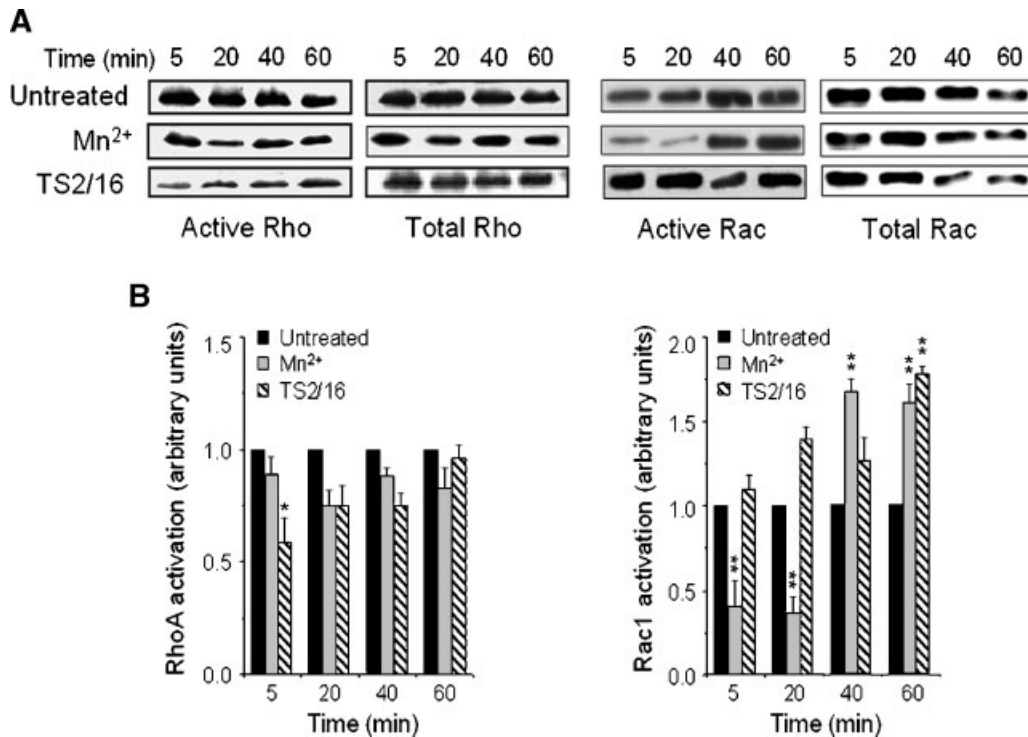 A
Time (min) 5 20 40 60 5 20 40 60 5 20 40 60 5 20 40 60
Untreated
Mn²⁺
TS2/16
Active Rho Total Rho Active Rac Total Rac
B
RhoA activation (arbitrary units)
1.5
1.0
0.5
0.0
Untreated
Mn²⁺
TS2/16
*
5 20 40 60
Time (min)
Rac1 activation (arbitrary units)
2.0
1.5
1.0
0.5
0.0
Untreated
Mn²⁺
TS2/16
**
**
**
**
**
5 20 40 60
Time (min)